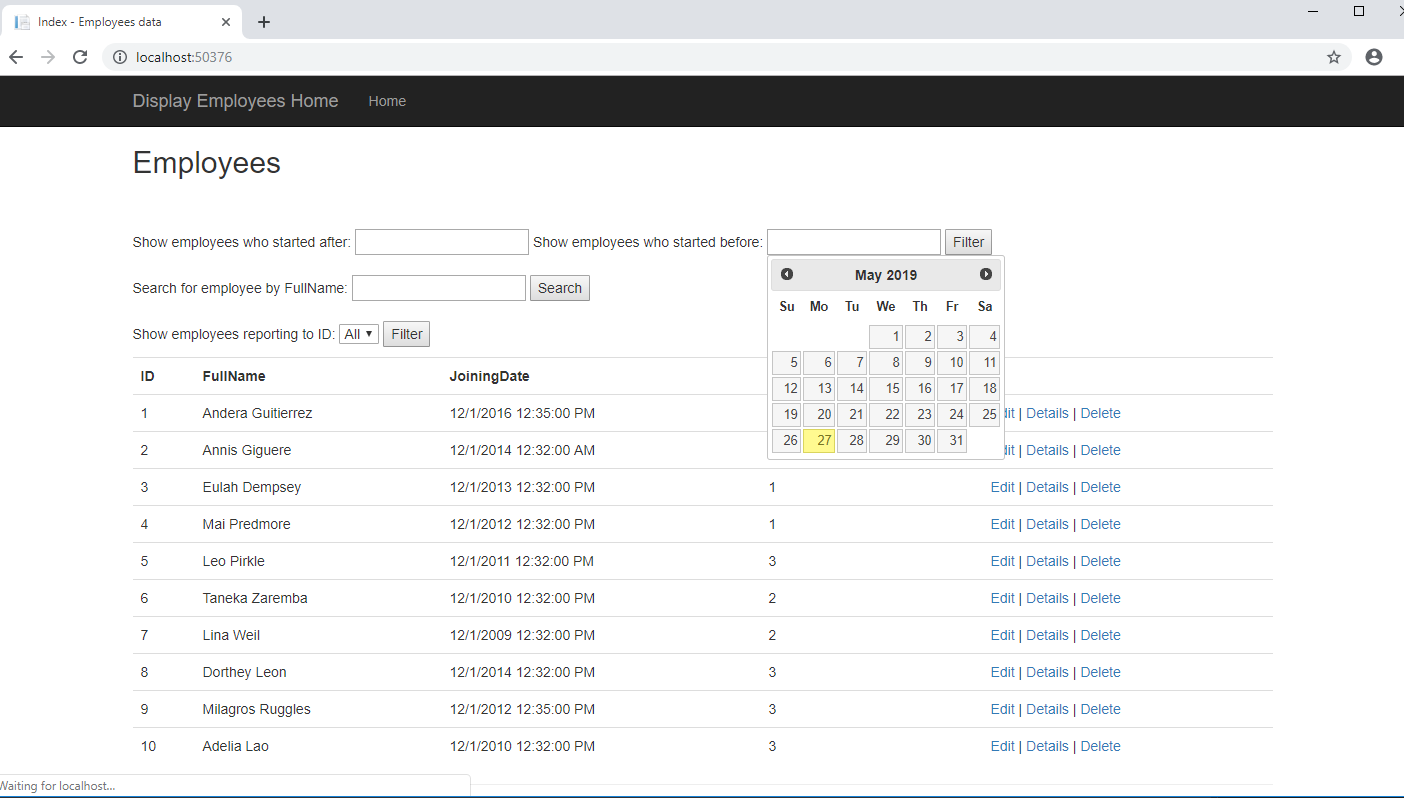 Index - Employees data
localhost:50376
Display Employees Home Home
Employees
Show employees who started after: Show employees who started before: Filter
Search for employee by FullName: Search
Show employees reporting to ID: All Filter
May 2019
Su Mo Tu We Th Fr Sa
1 2 3 4
5 6 7 8 9 10 11
12 13 14 15 16 17 18
19 20 21 22 23 24 25
26 27 28 29 30 31
ID FullName JoiningDate
1 Andera Guitierrez 12/1/2016 12:35:00 PM dit | Details | Delete
2 Annis Giguere 12/1/2014 12:32:00 AM dit | Details | Delete
3 Eulah Dempsey 12/1/2013 12:32:00 PM 1 Edit | Details | Delete
4 Mai Predmore 12/1/2012 12:32:00 PM 1 Edit | Details | Delete
5 Leo Pirkle 12/1/2011 12:32:00 PM 3 Edit | Details | Delete
6 Taneka Zaremba 12/1/2010 12:32:00 PM 2 Edit | Details | Delete
7 Lina Weil 12/1/2009 12:32:00 PM 2 Edit | Details | Delete
8 Dorthey Leon 12/1/2014 12:32:00 PM 3 Edit | Details | Delete
9 Milagros Ruggles 12/1/2012 12:35:00 PM 3 Edit | Details | Delete
10 Adelia Lao 12/1/2010 12:32:00 PM 3 Edit | Details | Delete
Waiting for localhost...